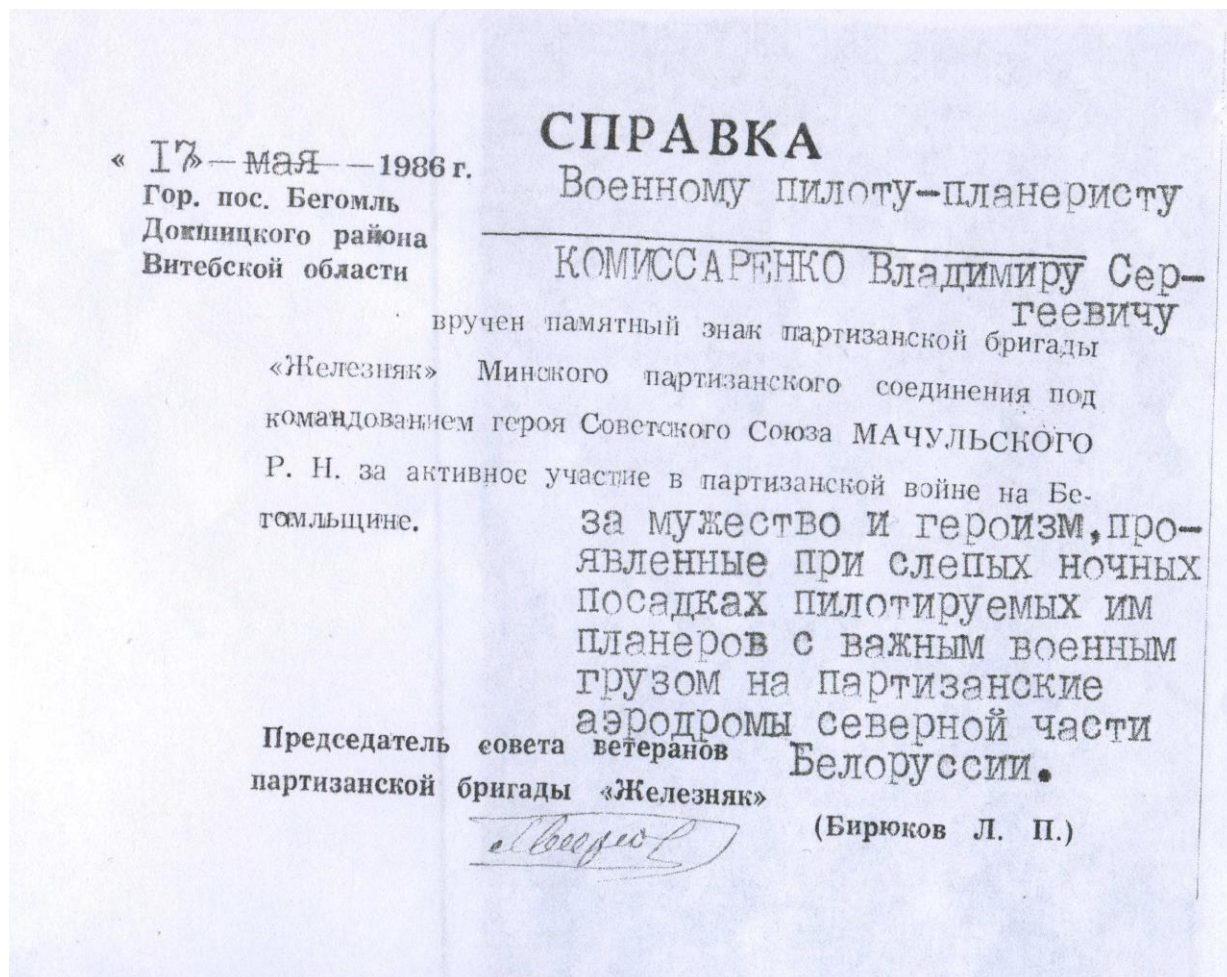 СПРАВКА
« 17» — мая — 1986 г.
Гор. пос. Бегомль
Докшицкого района
Витебской области
Военному пилоту-планеристу
КОМИССАРЕНКО Владимиру Сер-
геевичу
вручен памятный знак партизанской бригады
«Железняк» Минского партизанского соединения под
командованием героя Советского Союза МАЧУЛЬСКОГО
Р. Н. за активное участие в партизанской войне на Бе-
гомльщине.
за мужество и героизм,про-
явленные при слепых ночных
посадках пилотируемых им
планеров с важным военным
грузом на партизанские
аэродромы северной части
Белоруссии.
Председатель совета ветеранов
партизанской бригады «Железняк»
(Бирюков Л. П.)